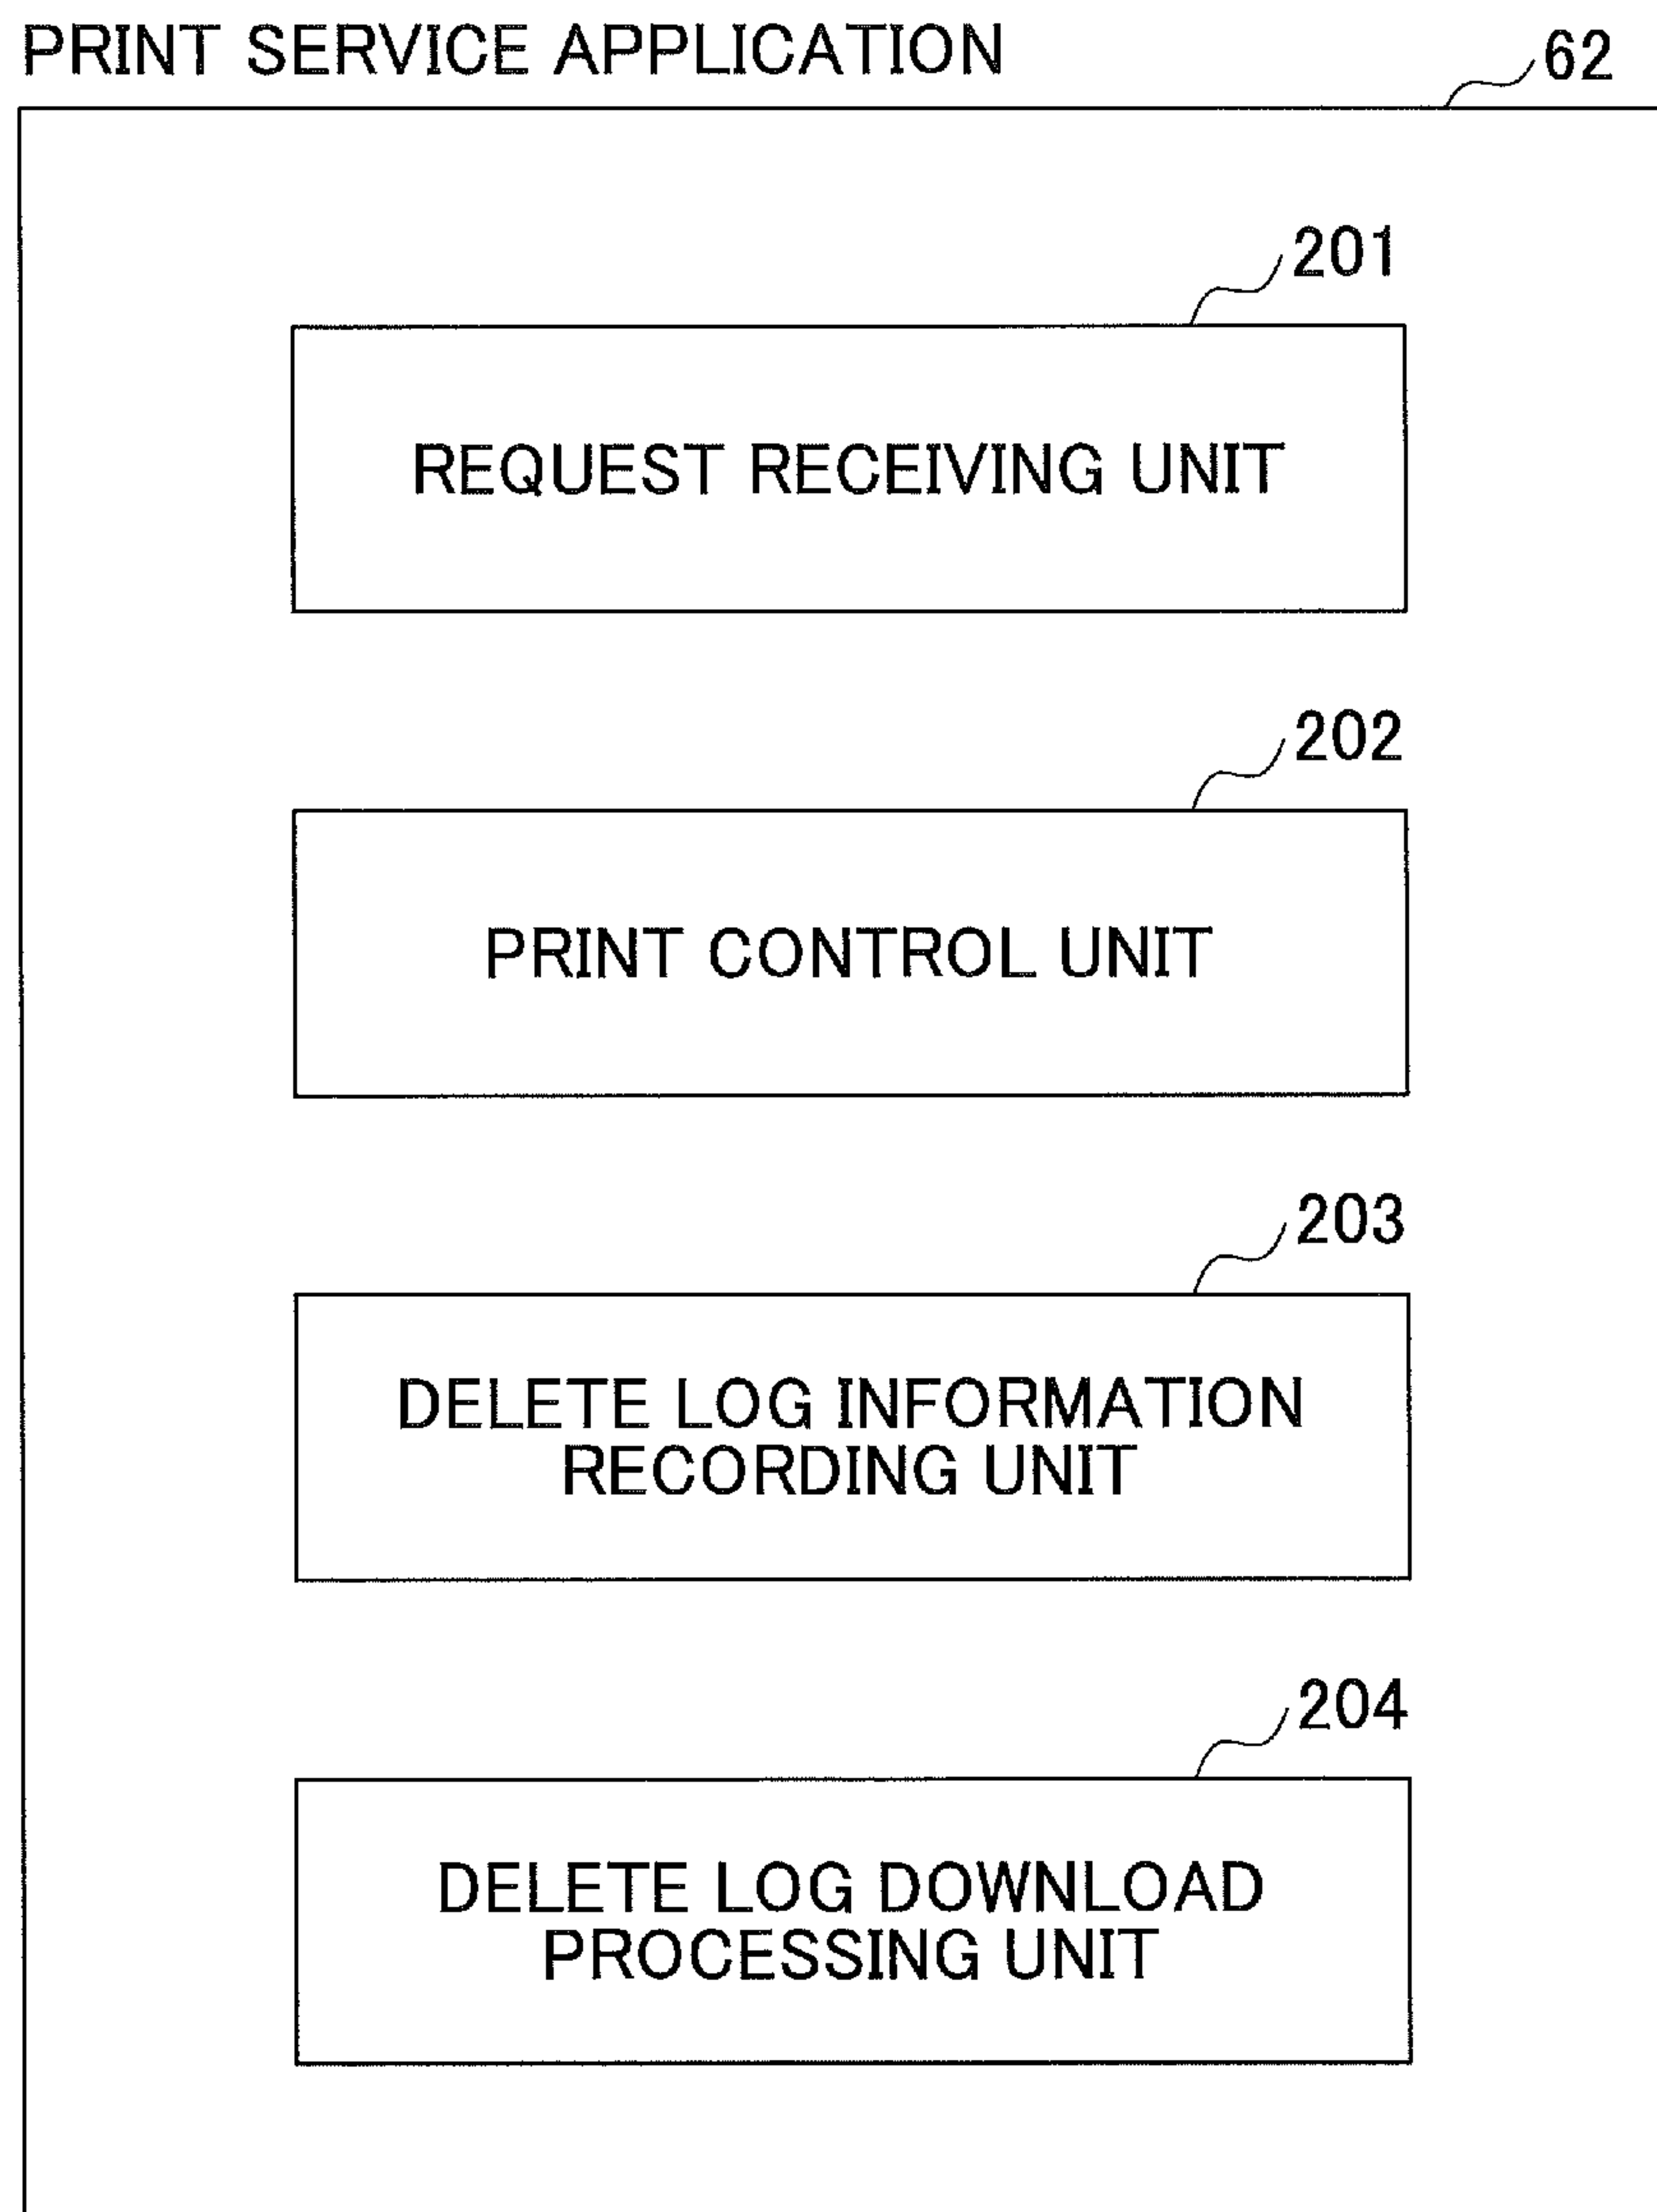 PRINT SERVICE APPLICATION
62
201
REQUEST RECEIVING UNIT
202
PRINT CONTROL UNIT
203
DELETE LOG INFORMATION
RECORDING UNIT
204
DELETE LOG DOWNLOAD
PROCESSING UNIT